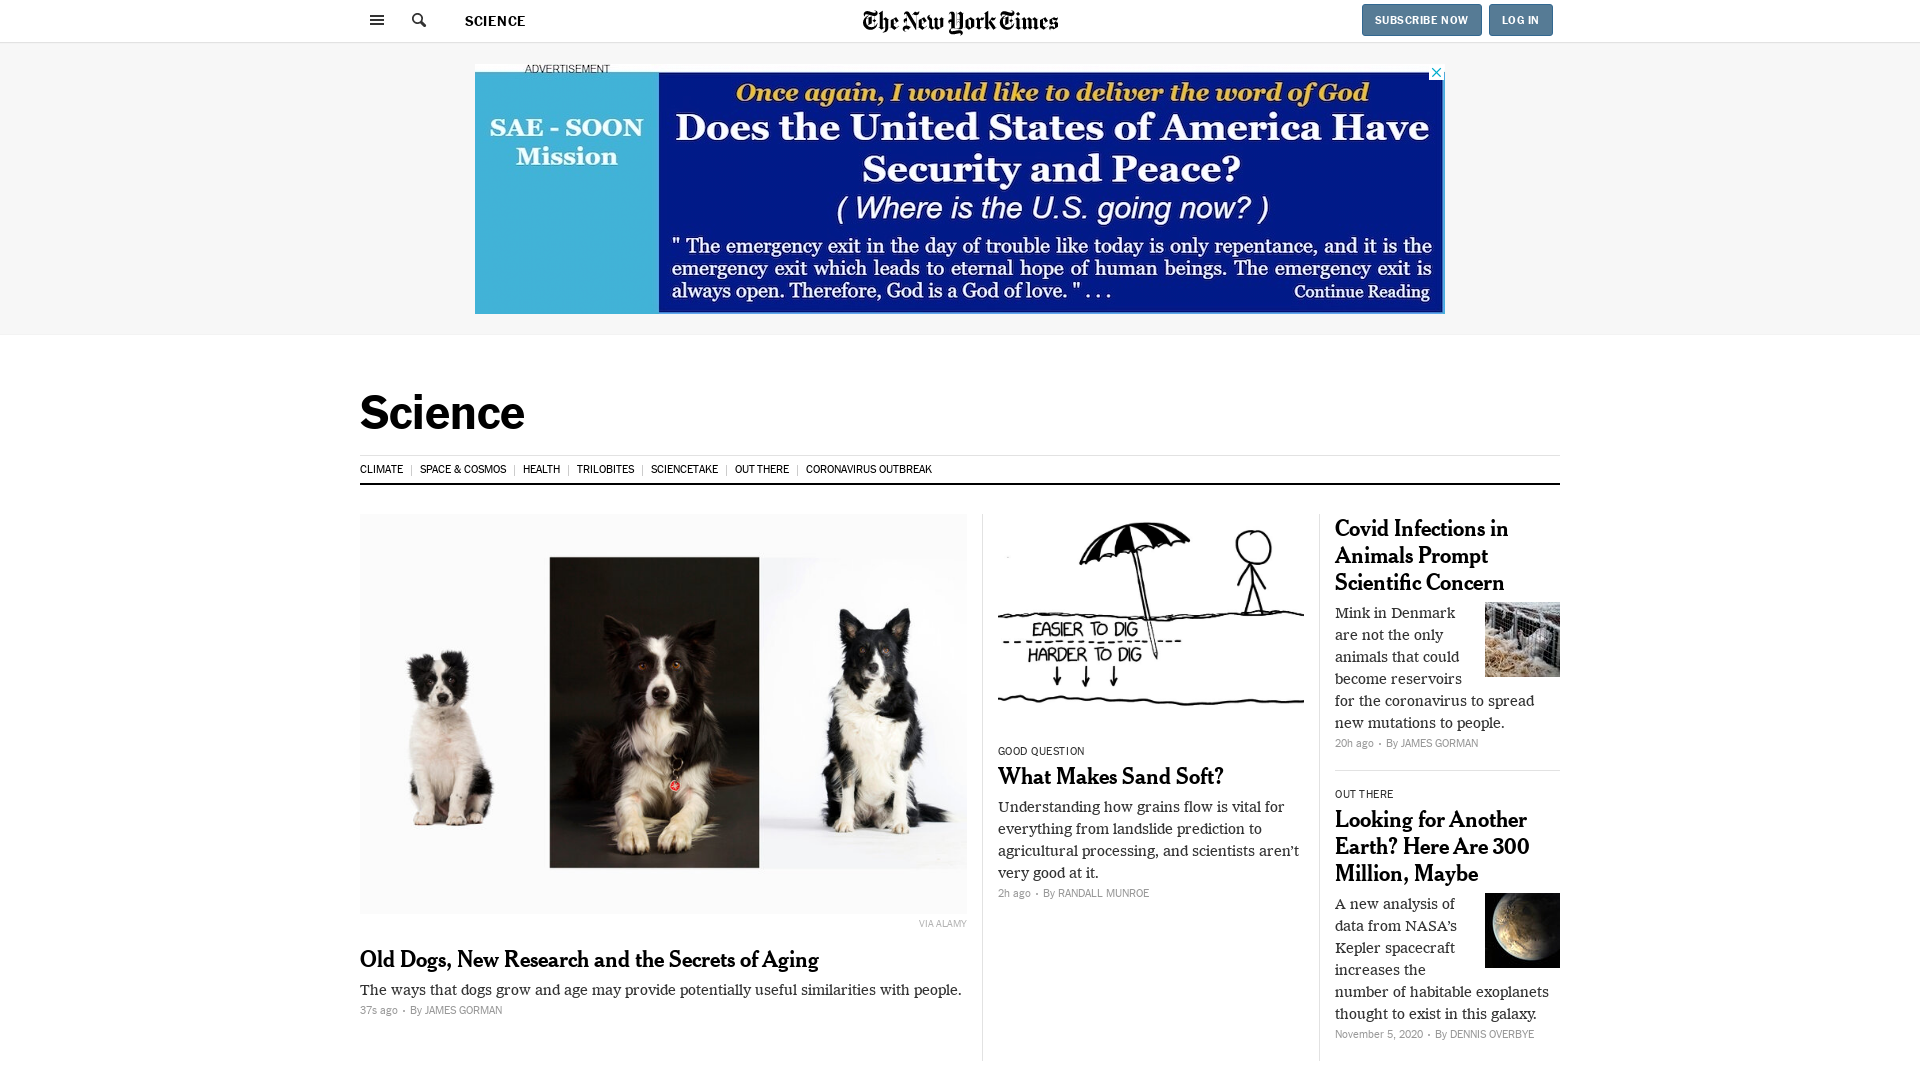 SCIENCE
The New York Times
SUBSCRIBE NOW
LOG IN
ADVERTISEMENT
SAE - SOON
Mission
Once again, I would like to deliver the word of God
Does the United States of America Have
Security and Peace?
( Where is the U.S. going now? )
" The emergency exit in the day of trouble like today is only repentance, and it is the
emergency exit which leads to eternal hope of human beings. The emergency exit is
always open. Therefore, God is a God of love. " . . .
Continue Reading
Science
CLIMATE
SPACE & COSMOS
HEALTH
TRILOBITES
SCIENCETAKE
OUT THERE
CORONAVIRUS OUTBREAK
VIA ALAMY
Old Dogs, New Research and the Secrets of Aging
The ways that dogs grow and age may provide potentially useful similarities with people.
37s ago • By JAMES GORMAN
EASIER TO DIG
HARDER TO DIG
GOOD QUESTION
What Makes Sand Soft?
Understanding how grains flow is vital for
everything from landslide prediction to
agricultural processing, and scientists aren’t
very good at it.
2h ago • By RANDALL MUNROE
Covid Infections in
Animals Prompt
Scientific Concern
Mink in Denmark
are not the only
animals that could
become reservoirs
for the coronavirus to spread
new mutations to people.
20h ago • By JAMES GORMAN
OUT THERE
Looking for Another
Earth? Here Are 300
Million, Maybe
A new analysis of
data from NASA’s
Kepler spacecraft
increases the
number of habitable exoplanets
thought to exist in this galaxy.
November 5, 2020 • By DENNIS OVERBYE